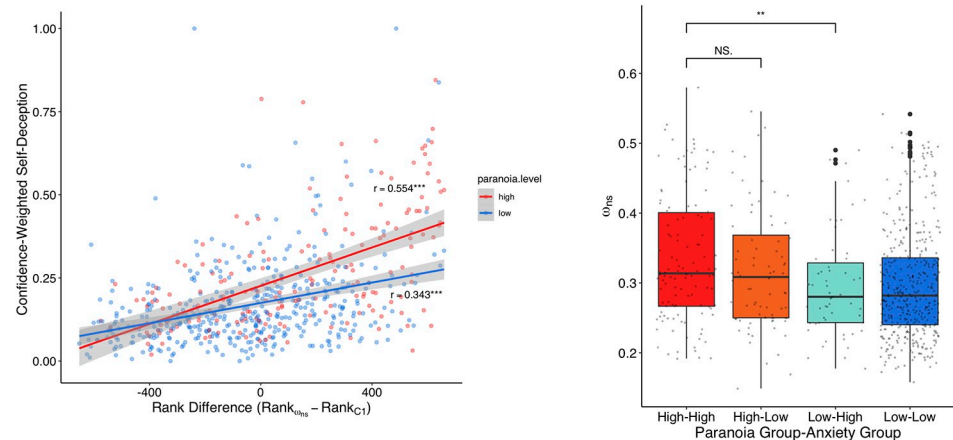 1.00
0.75
0.50
0.25
0.00
Confidence-Weighted Self-Deception
r = 0.554***
r = 0.343***
-400
0
400
Rank Difference (Rankωns − RankC1)
paranoia.level
high
low
**
NS.
0.6
0.5
0.4
0.3
0.2
ωns
High-High
High-Low
Low-High
Low-Low
Paranoia Group-Anxiety Group